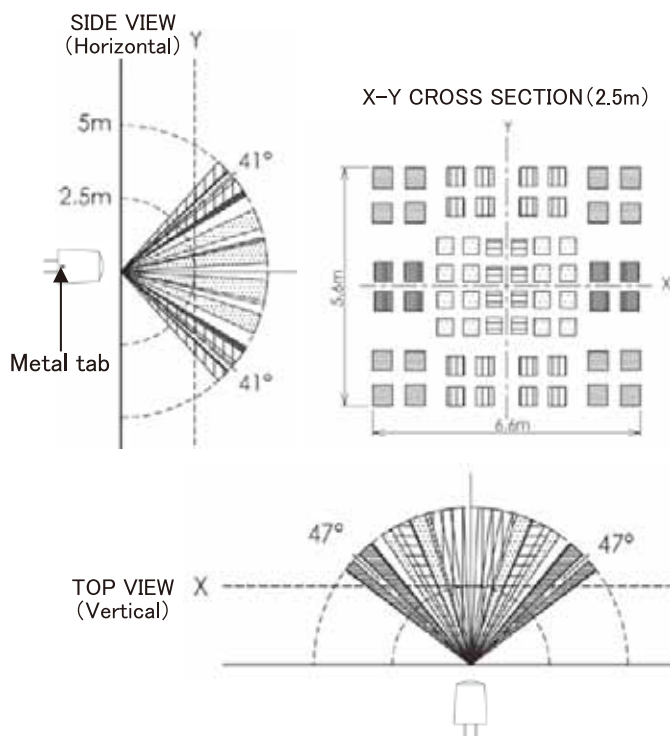 SIDE VIEW
(Horizontal)
Y
5m
41°
2.5m
Metal tab
41°
X-Y CROSS SECTION(2.5m)
Y
X
5.6m
6.6m
47°
47°
TOP VIEW
(Vertical)
X